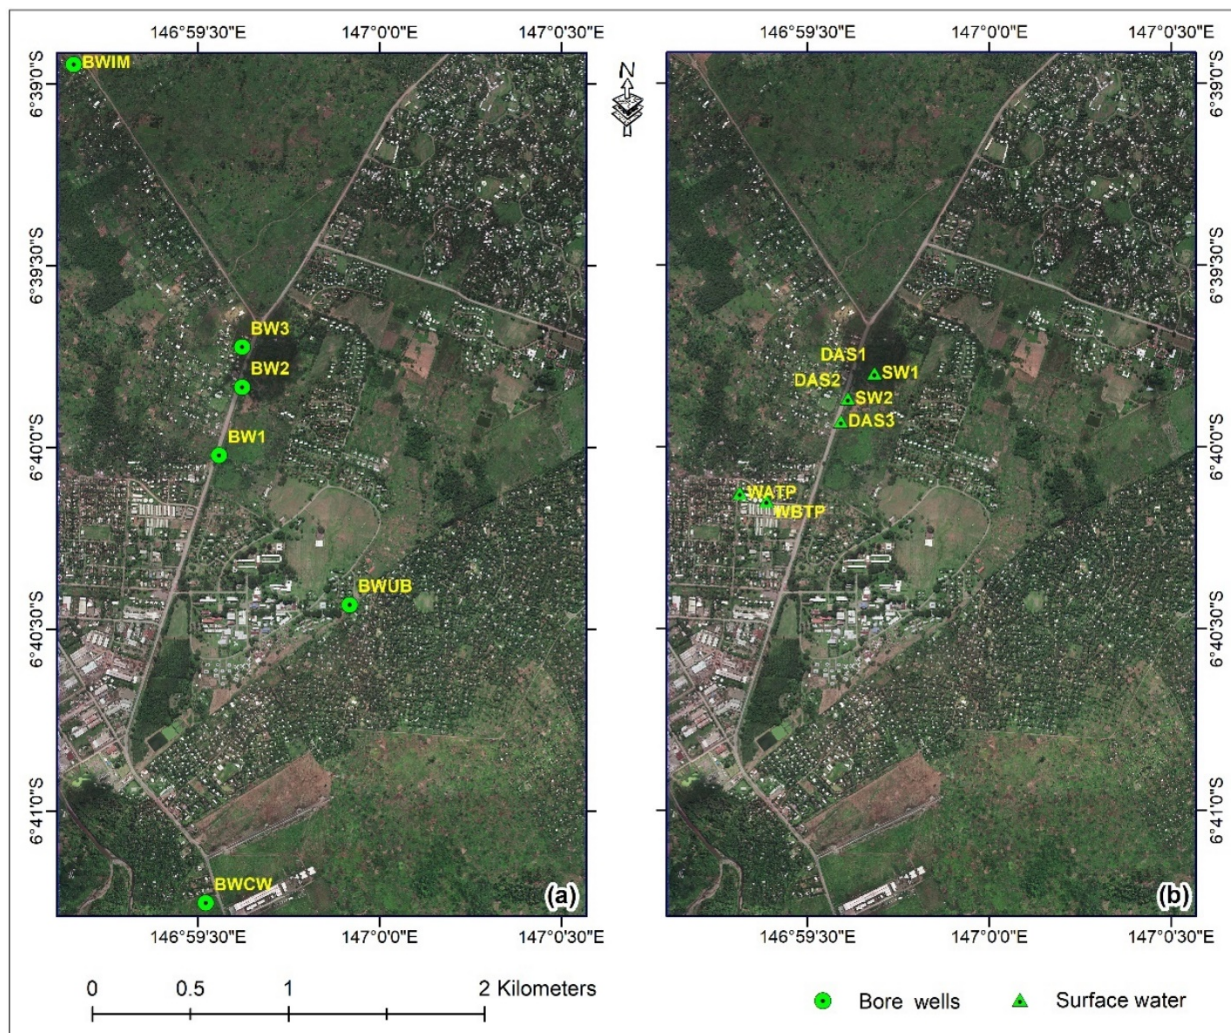 146°59'30"E 147°0'0"E 147°0'30"E
146°59'30"E 147°0'0"E 147°0'30"E
N
6°39'0"S
6°39'30"S
6°40'0"S
6°40'30"S
6°41'0"S
BWIM
BW3
BW2
BW1
BWUB
BWCW
(a)
DAS1
SW1
DAS2
SW2
DAS3
WATP
WBTP
(b)
6°39'0"S
6°39'30"S
6°40'0"S
6°40'30"S
6°41'0"S
146°59'30"E 147°0'0"E 147°0'30"E
146°59'30"E 147°0'0"E 147°0'30"E
0 0.5 1 2 Kilometers
Bore wells
Surface water